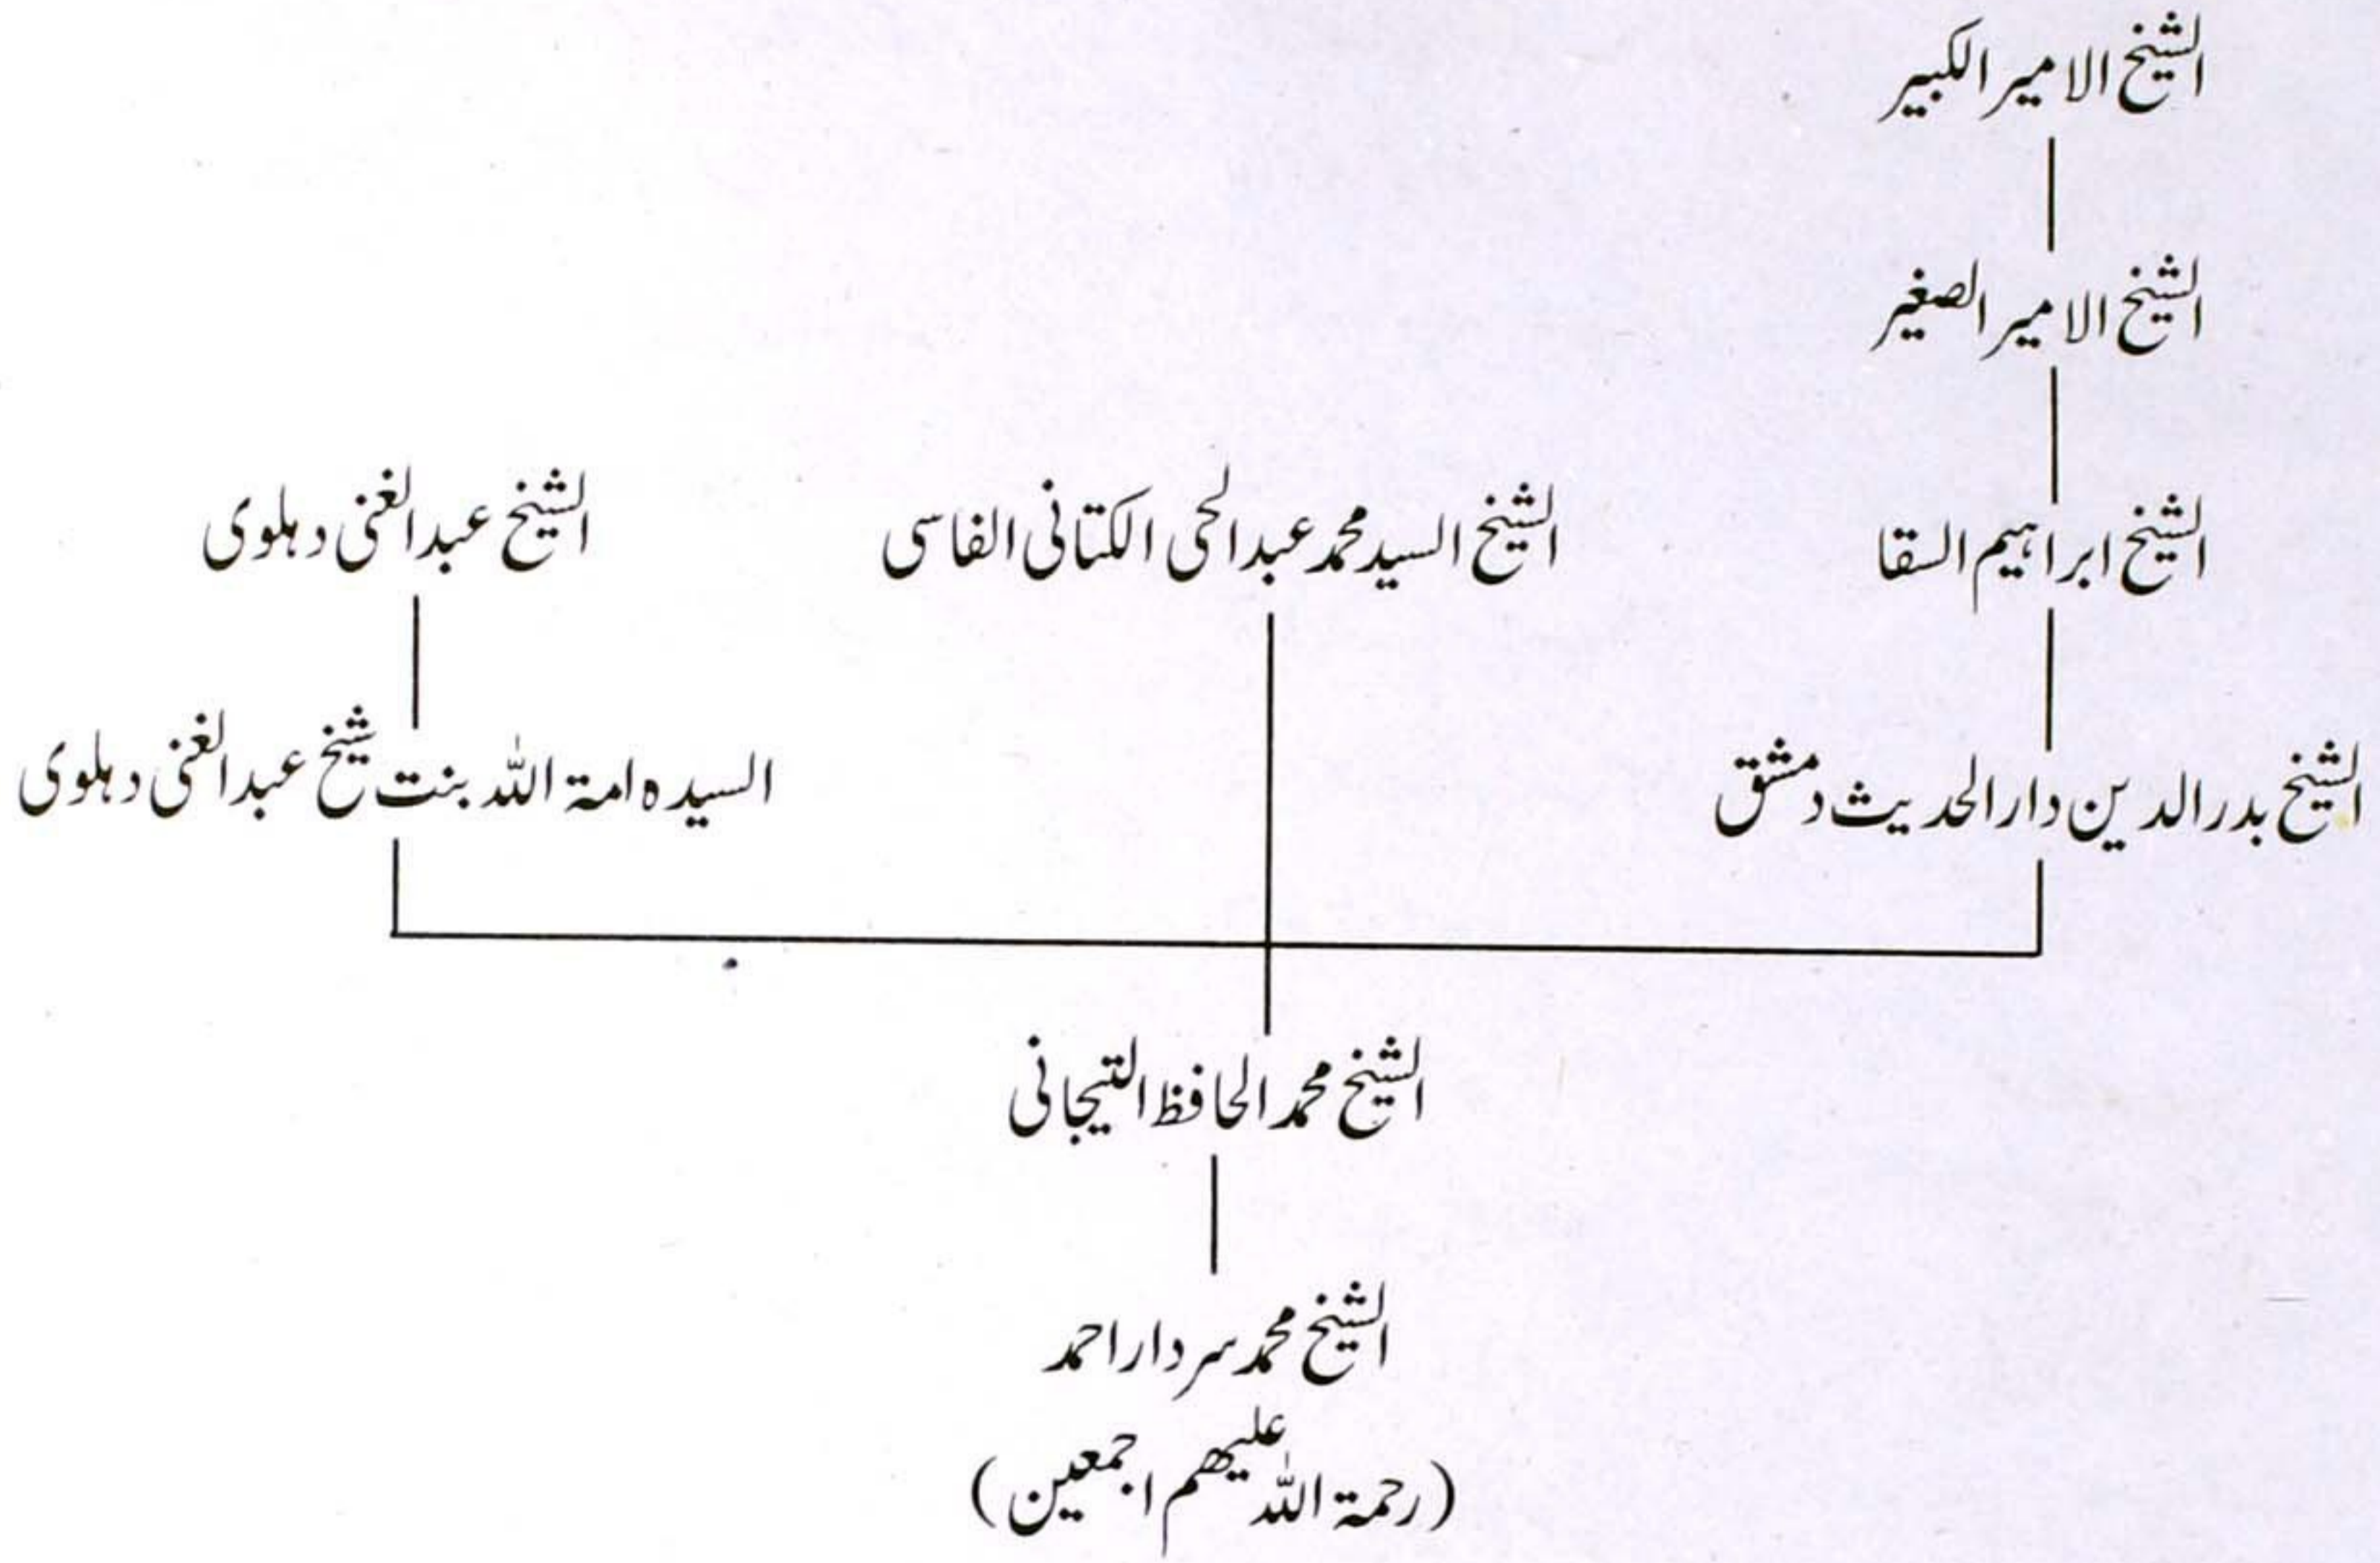 الشیخ الامیر الکبیر
الشیخ الامیر الصغیر
الشیخ ابراہیم السقا
الشیخ السید محمد عبدالحی الکتانی الفاسی
الشیخ عبدالغنی دہلوی
الشیخ بدرالدین دارالحدیث دمشق
السیدہ امۃ اللہ بنت شیخ عبدالغنی دہلوی
الشیخ محمد الحافظ التیجانی
الشیخ محمد سردار احمد
(رحمۃ اللہ علیھم اجمعین)